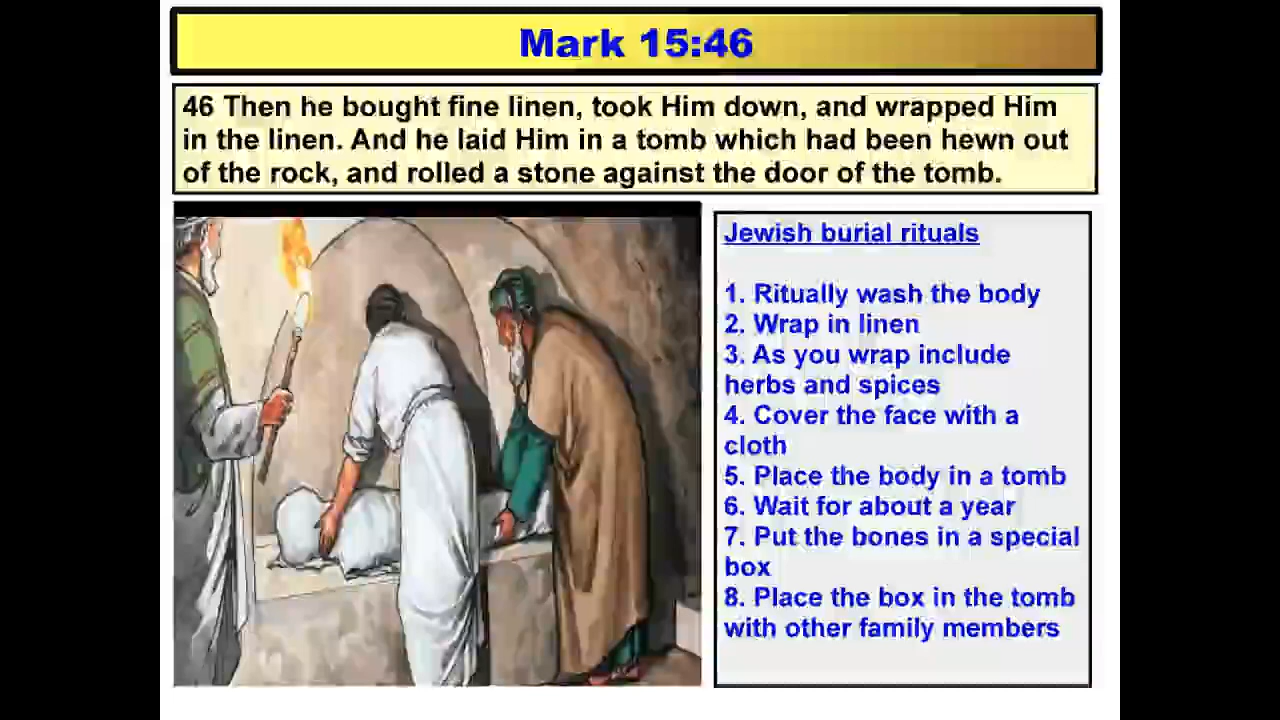 Mark 15:46
46 Then he bought fine linen, took Him down, and wrapped Him
in the linen. And he laid Him in a tomb which had been hewn out
of the rock, and rolled a stone against the door of the tomb.
Jewish burial rituals
1. Ritually wash the body
2. Wrap in linen
3. As you wrap include
herbs and spices
4. Cover the face with a
cloth
5. Place the body in a tomb
6. Wait for about a year
7. Put the bones in a special
box
8. Place the box in the tomb
with other family members